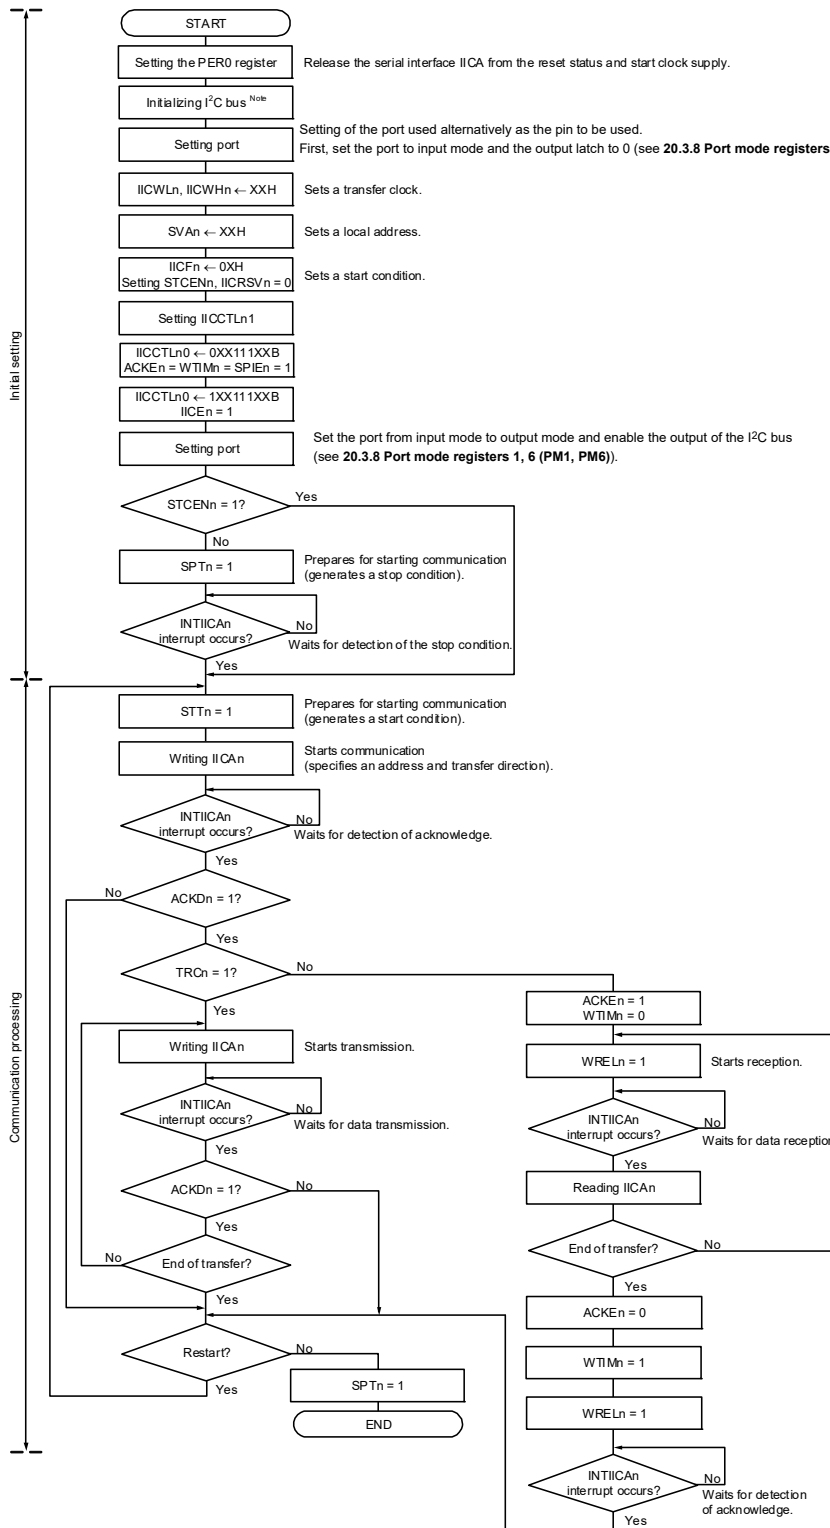 START
Setting the PER0 register
Release the serial interface IICA from the reset status and start clock supply.
Initializing I²C bus Note
Setting of the port used alternatively as the pin to be used.
Setting port
First, set the port to input mode and the output latch to 0 (see 20.3.8 Port mode registers
IICWLn, IICWHn ← XXH
Sets a transfer clock.
SVAn ← XXH
Sets a local address.
IICFn ← 0XH
Setting STCENn, IICRSVn = 0
Sets a start condition.
Setting IICCTLn1
Initial setting
IICCTLn0 ← 0XX111XXB
ACKEn = WTIMn = SPIEn = 1
IICCTLn0 ← 1XX111XXB
IICEn = 1
Setting port
Set the port from input mode to output mode and enable the output of the I²C bus
(see 20.3.8 Port mode registers 1, 6 (PM1, PM6)).
STCENn = 1?
Yes
No
SPTn = 1
Prepares for starting communication
(generates a stop condition).
INTIICAn
interrupt occurs?
No
Waits for detection of the stop condition.
Yes
STTn = 1
Prepares for starting communication
(generates a start condition).
Writing IICAn
Starts communication
(specifies an address and transfer direction).
INTIICAn
interrupt occurs?
No
Waits for detection of acknowledge.
Yes
No
ACKDn = 1?
Yes
TRCn = 1?
No
Yes
Communication processing
Writing IICAn
Starts transmission.
INTIICAn
interrupt occurs?
No
Waits for data transmission.
Yes
ACKDn = 1?
No
Yes
No
End of transfer?
Yes
Restart?
No
Yes
SPTn = 1
END
ACKEn = 1
WTIMn = 0
WRELn = 1
Starts reception.
INTIICAn
interrupt occurs?
No
Waits for data reception
Yes
Reading IICAn
End of transfer?
No
Yes
ACKEn = 0
WTIMn = 1
WRELn = 1
INTIICAn
interrupt occurs?
No
Waits for detection
of acknowledge.
Yes